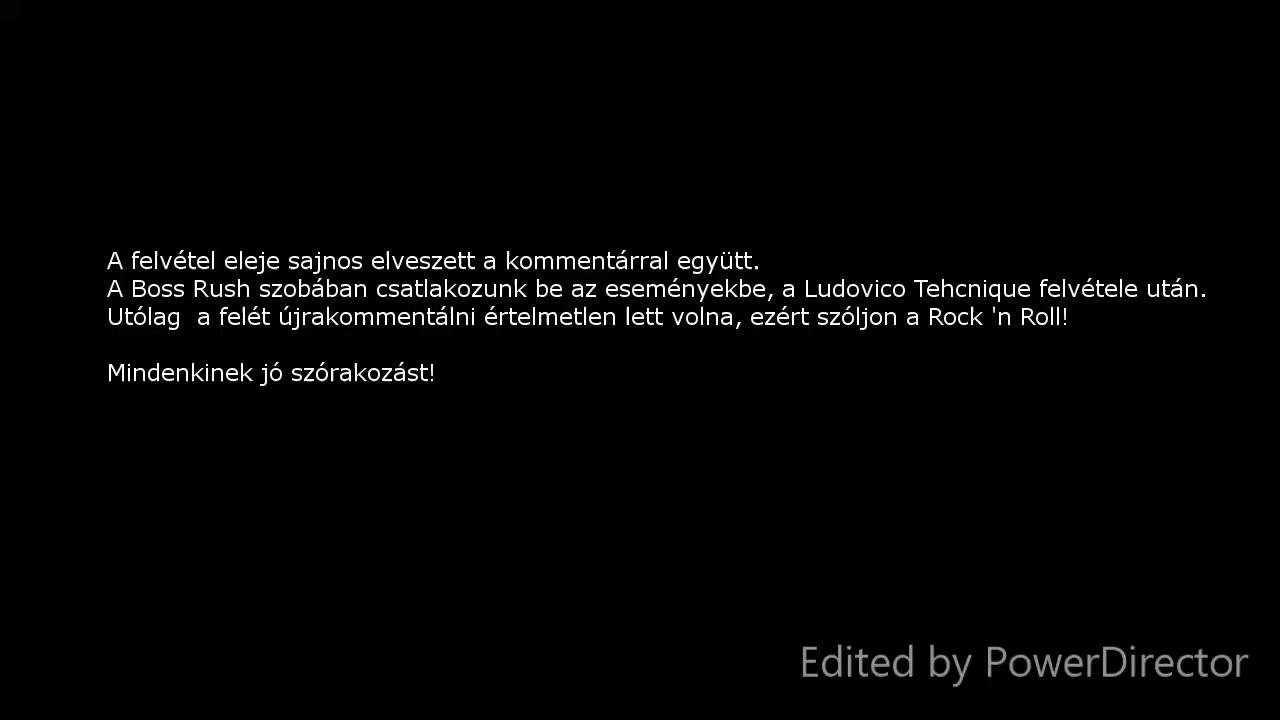 A felvétel eleje sajnos elveszett a kommentárral együtt.
A Boss Rush szobában csatlakozunk be az eseményekbe, a Ludovico Tehcnique felvétele után.
Utólag  a felét újrakommentálni értelmetlen lett volna, ezért szóljon a Rock 'n Roll!
Mindenkinek jó szórakozást!
Edited by PowerDirector